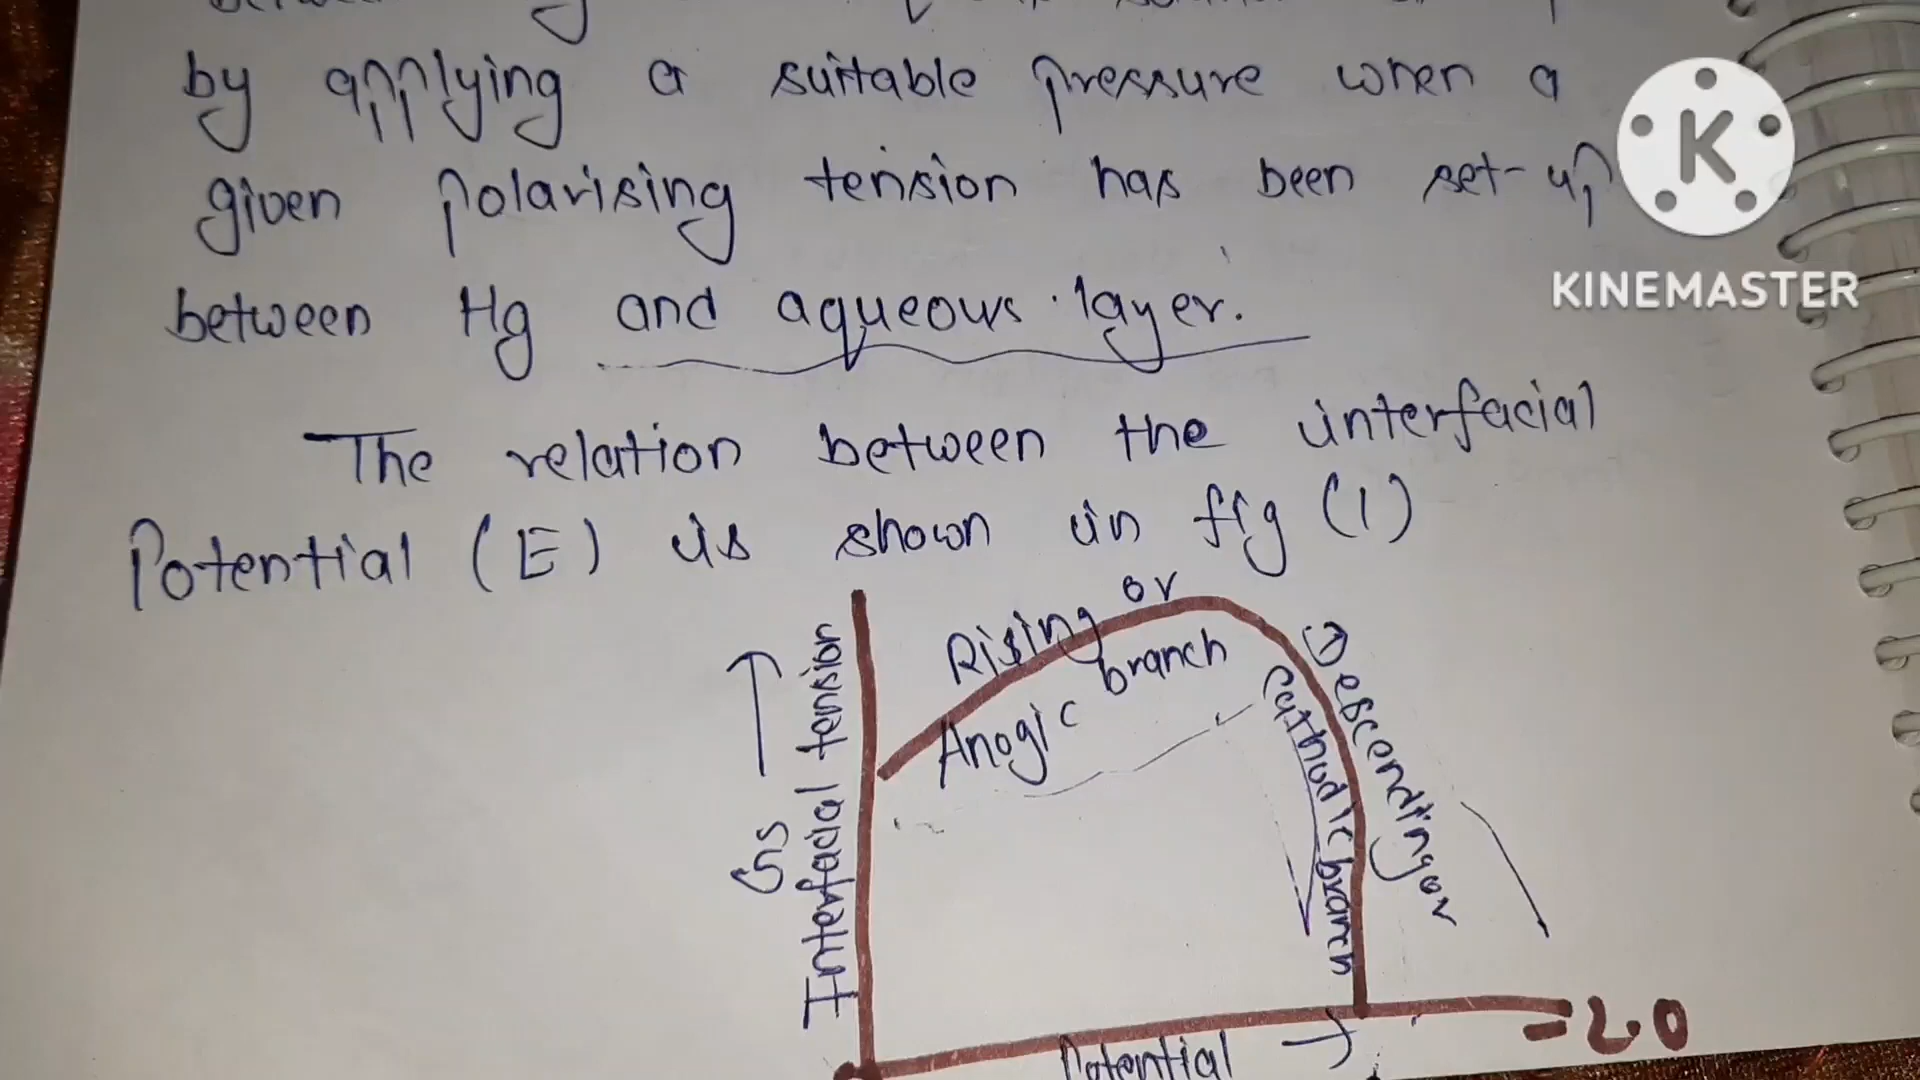 by applying a suitable pressure when a
given polarising tension has been set-up
between Hg and aqueous layer.
The relation between the interfacial
Potential (E) is shown in fig (1)
Rising or
Anogic branch
Descending or
cathodic branch
Interfacial tension
Potential
K
KINEMASTER